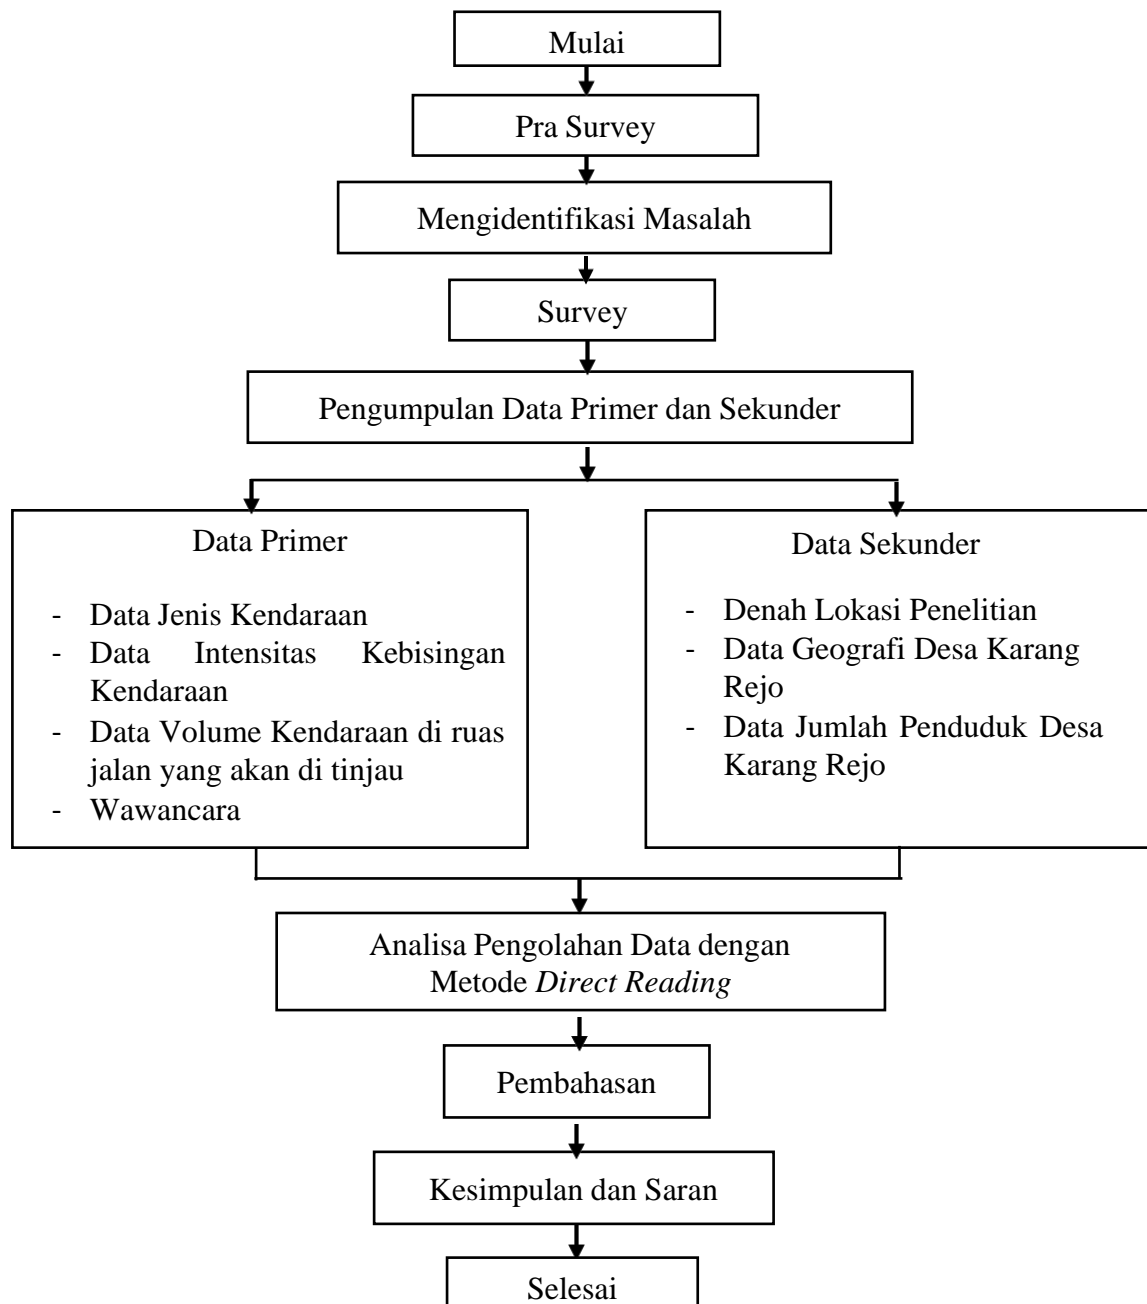 Mulai
Pra Survey
Mengidentifikasi Masalah
Survey
Pengumpulan Data Primer dan Sekunder
Data Primer
- Data Jenis Kendaraan
- Data Intensitas Kebisingan
Kendaraan
- Data Volume Kendaraan di ruas
jalan yang akan di tinjau
- Wawancara
Data Sekunder
- Denah Lokasi Penelitian
- Data Geografi Desa Karang
Rejo
- Data Jumlah Penduduk Desa
Karang Rejo
Analisa Pengolahan Data dengan
Metode Direct Reading
Pembahasan
Kesimpulan dan Saran
Selesai